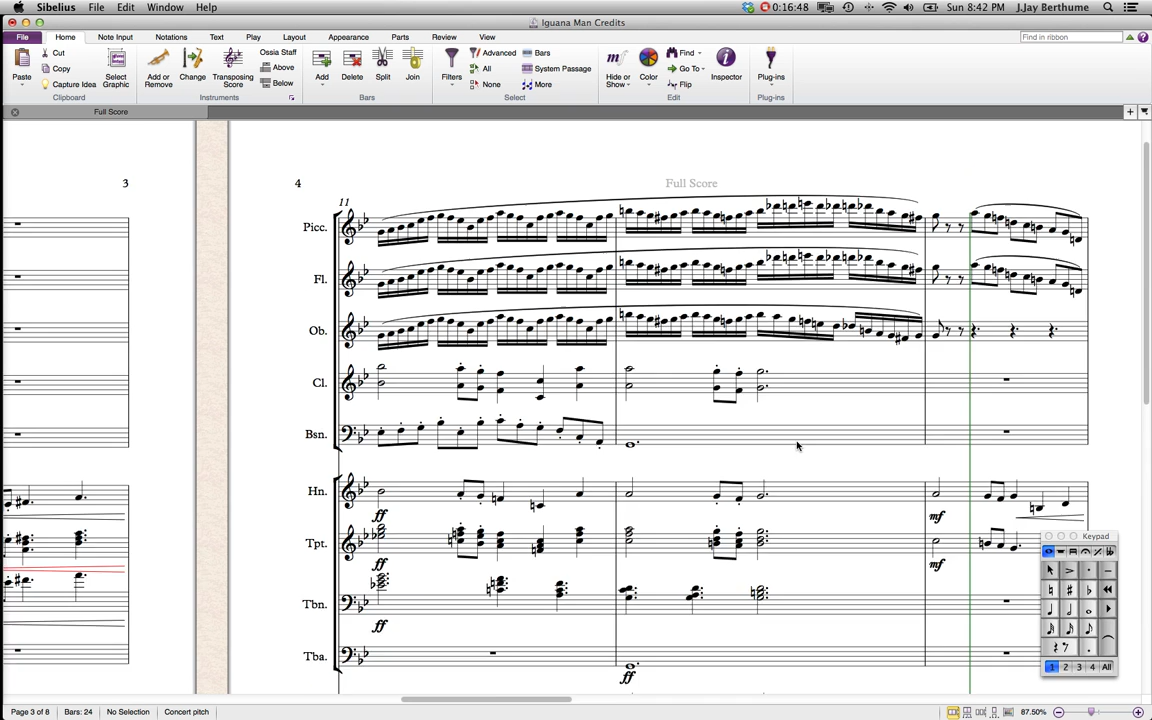 Sibelius File Edit Window Help 0:16:48 Sun 8:42 PM J.Jay Berthume
Iguana Man Credits
File Home Note Input Notations Text Play Layout Appearance Parts Review View Find in ribbon
Paste Cut Copy Capture Idea Select Graphic
Clipboard
Add or Remove Change Transposing Score Ossia Staff Above Below
Instruments
Add Delete Split Join
Bars
Filters Advanced All None Bars System Passage More
Select
Hide or Show Color Find Go To Flip Inspector
Edit
Plug-ins
Plug-ins
Full Score
3
4
Full Score
11
Picc.
Fl.
Ob.
Cl.
Bsn.
Hn.
ff
mf
Tpt.
ff
mf
Tbn.
ff
Tba.
ff
Keypad
1 2 3 4 All
Page 3 of 8 Bars: 24 No Selection Concert pitch 87.50%